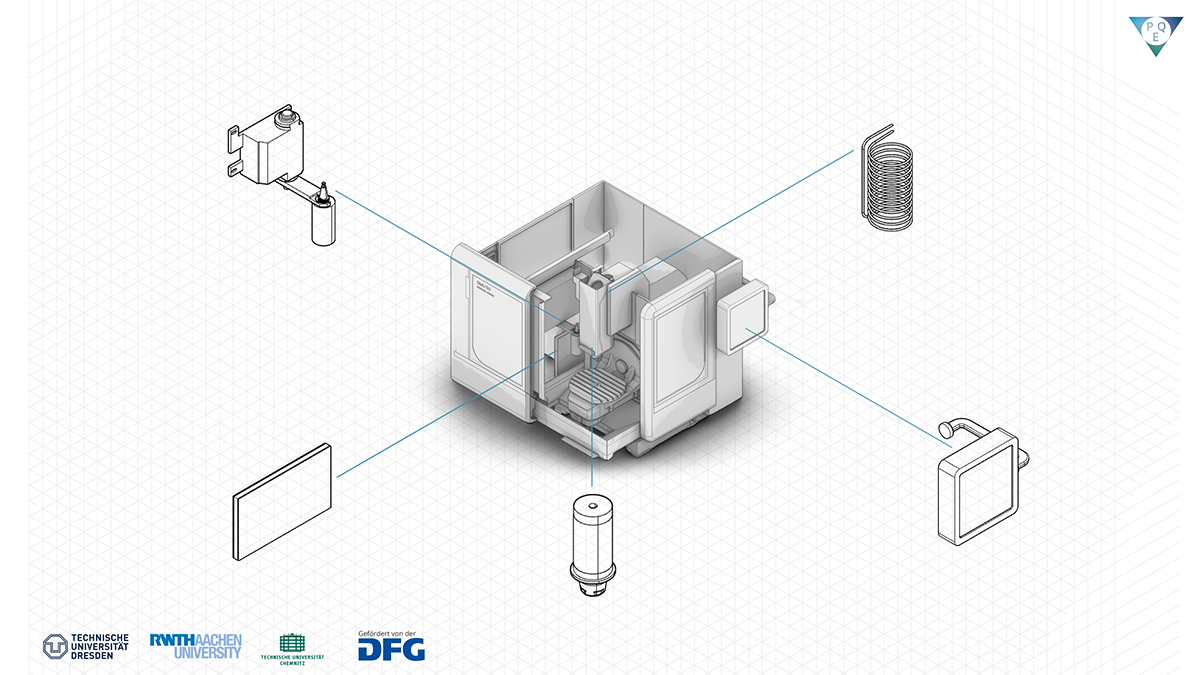 P Q
E
TECHNISCHE
UNIVERSITÄT
DRESDEN
RWTHAACHEN
UNIVERSITY
TECHNISCHE UNIVERSITÄT
CHEMNITZ
Gefördert von der
DFG